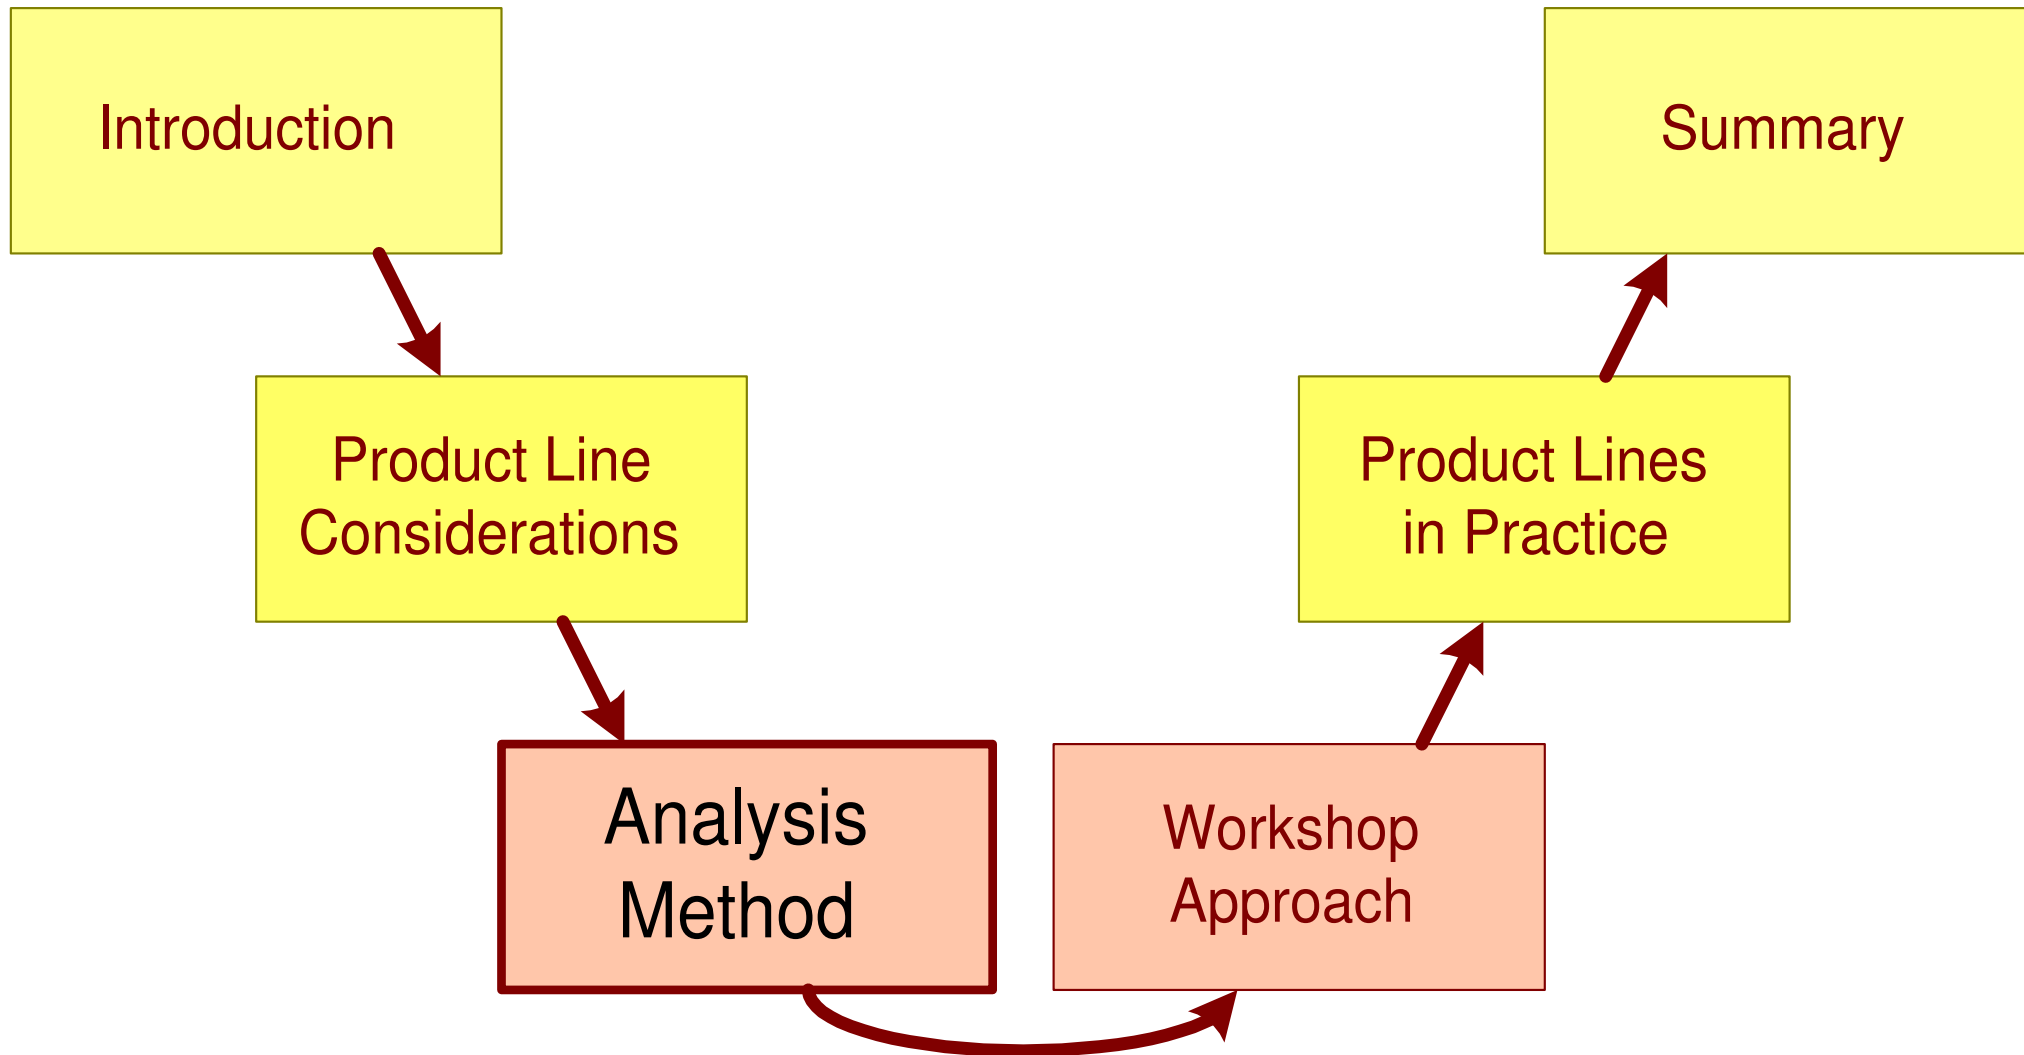 Introduction
Product Line
Considerations
Analysis
Method
Workshop
Approach
Product Lines
in Practice
Summary